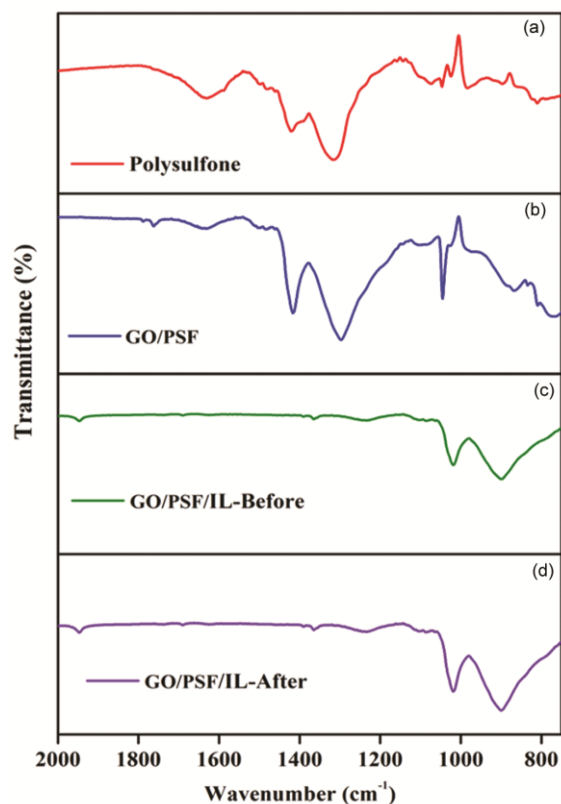 (a)
Polysulfone
(b)
GO/PSF
(c)
GO/PSF/IL-Before
(d)
GO/PSF/IL-After
Transmittance (%)
2000 1800 1600 1400 1200 1000 800
Wavenumber (cm⁻¹)